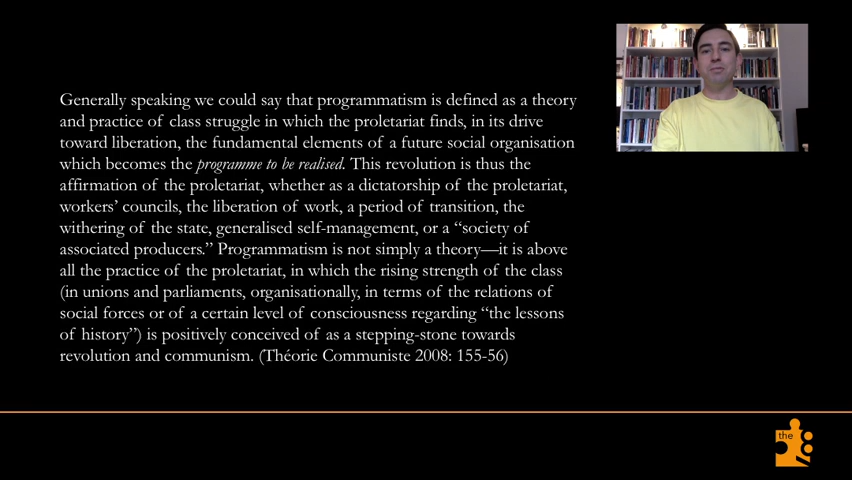 Generally speaking we could say that programmatism is defined as a theory
and practice of class struggle in which the proletariat finds, in its drive
toward liberation, the fundamental elements of a future social organisation
which becomes the programme to be realised. This revolution is thus the
affirmation of the proletariat, whether as a dictatorship of the proletariat,
workers’ councils, the liberation of work, a period of transition, the
withering of the state, generalised self-management, or a “society of
associated producers.” Programmatism is not simply a theory—it is above
all the practice of the proletariat, in which the rising strength of the class
(in unions and parliaments, organisationally, in terms of the relations of
social forces or of a certain level of consciousness regarding “the lessons
of history”) is positively conceived of as a stepping-stone towards
revolution and communism. (Théorie Communiste 2008: 155-56)
the